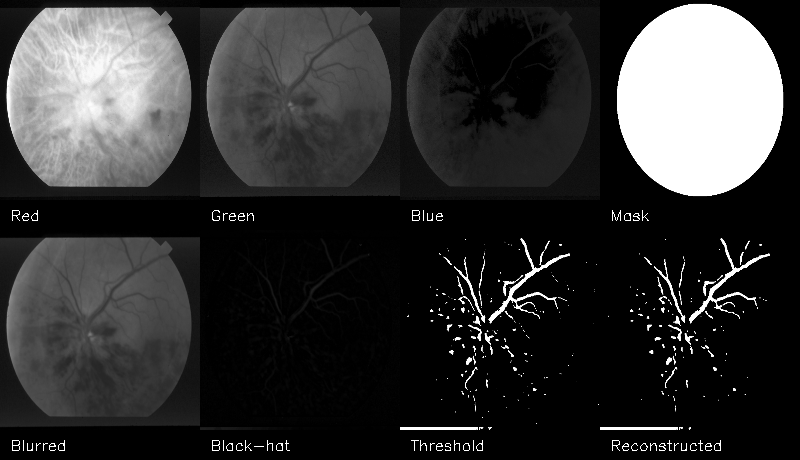 Red
Green
Blue
Mask
Blurred
Black-hat
Threshold
Reconstructed